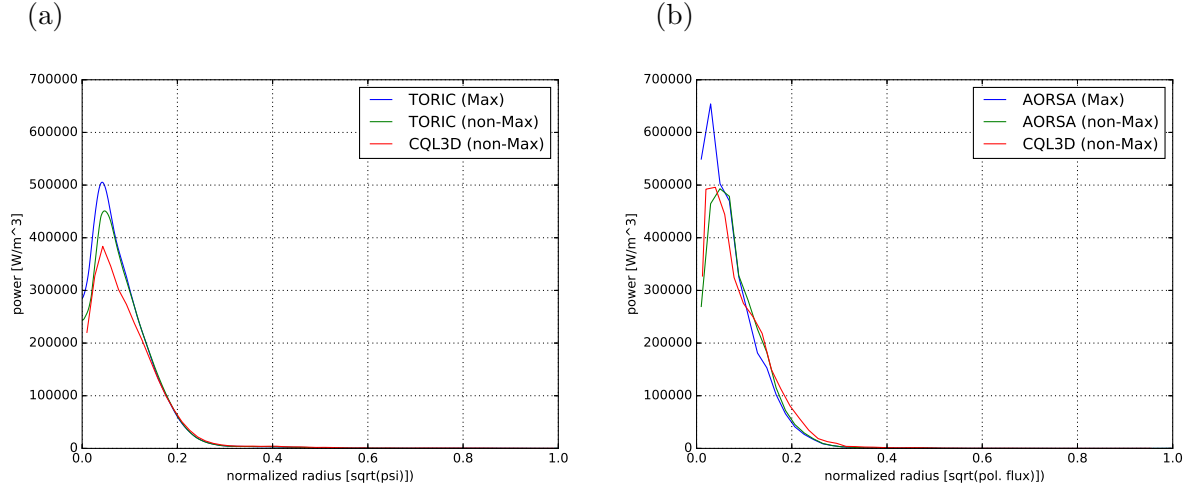 (a)
700000
600000
500000
400000
300000
200000
100000
0
0.0 0.2 0.4 0.6 0.8 1.0
power [W/m^3]
normalized radius [sqrt(psi)])
TORIC (Max)
TORIC (non-Max)
CQL3D (non-Max)
(b)
700000
600000
500000
400000
300000
200000
100000
0
0.0 0.2 0.4 0.6 0.8 1.0
power [W/m^3]
normalized radius [sqrt(pol. flux)])
AORSA (Max)
AORSA (non-Max)
CQL3D (non-Max)